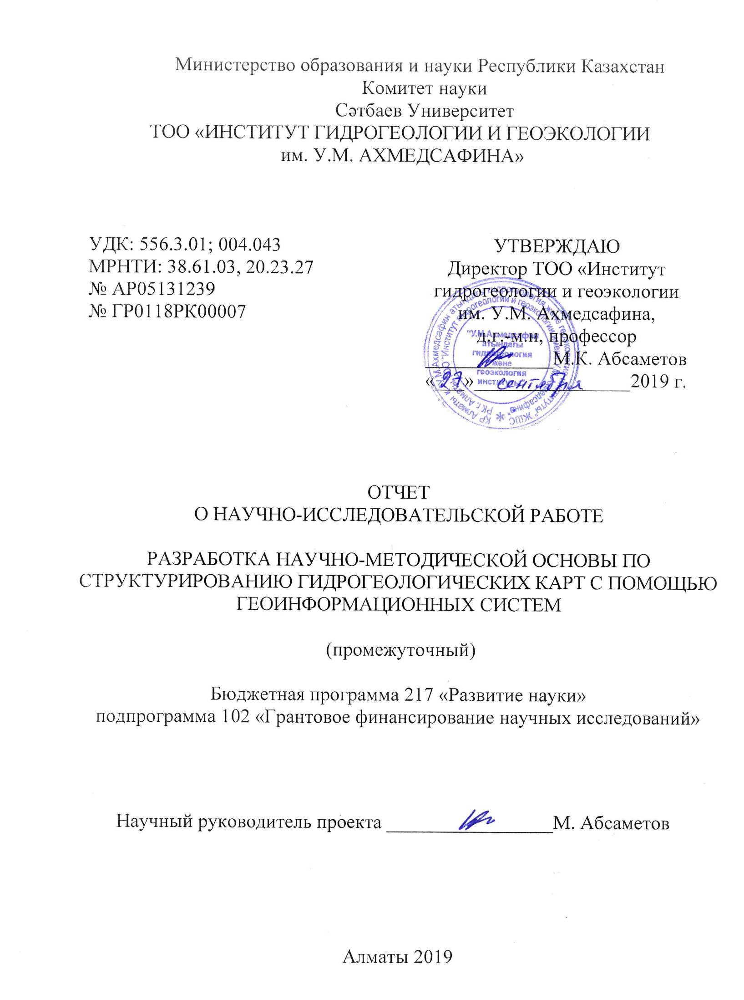 Министерство образования и науки Республики Казахстан
Комитет науки
Сәтбаев Университет
ТОО «ИНСТИТУТ ГИДРОГЕОЛОГИИ И ГЕОЭКОЛОГИИ
им. У.М. АХМЕДСАФИНА»
УДК: 556.3.01; 004.043
МРНТИ: 38.61.03, 20.23.27
№ АР05131239
№ ГР0118РК00007
УТВЕРЖДАЮ
Директор ТОО «Институт
гидрогеологии и геоэкологии
им. У.М. Ахмедсафина,
д.г.-м.н, профессор
М.К. Абсаметов
«27» сентября 2019 г.
"У.М.Ахмедсафин
атындағы
гидрогеология
және
геоэкология
институты"
ОТЧЕТ
О НАУЧНО-ИССЛЕДОВАТЕЛЬСКОЙ РАБОТЕ
РАЗРАБОТКА НАУЧНО-МЕТОДИЧЕСКОЙ ОСНОВЫ ПО
СТРУКТУРИРОВАНИЮ ГИДРОГЕОЛОГИЧЕСКИХ КАРТ С ПОМОЩЬЮ
ГЕОИНФОРМАЦИОННЫХ СИСТЕМ
(промежуточный)
Бюджетная программа 217 «Развитие науки»
подпрограмма 102 «Грантовое финансирование научных исследований»
Научный руководитель проекта М. Абсаметов
Алматы 2019